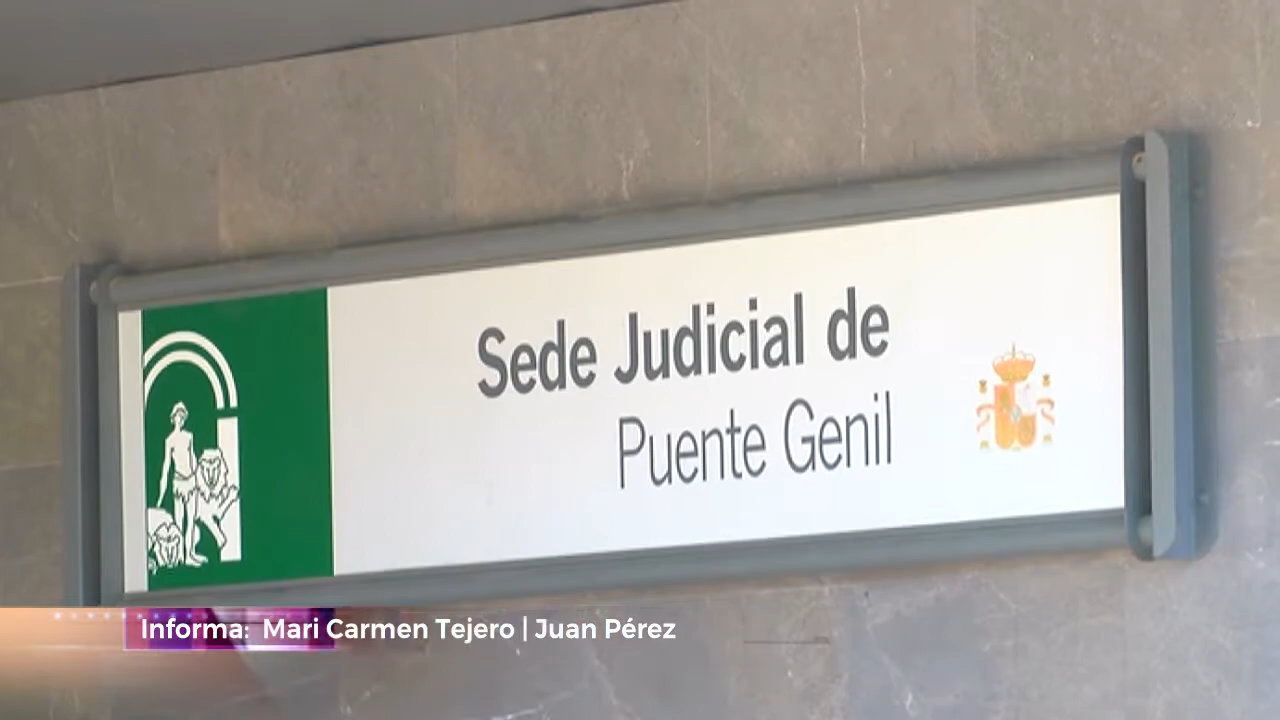 Sede Judicial de
Puente Genil
Informa: Mari Carmen Tejero | Juan Pérez